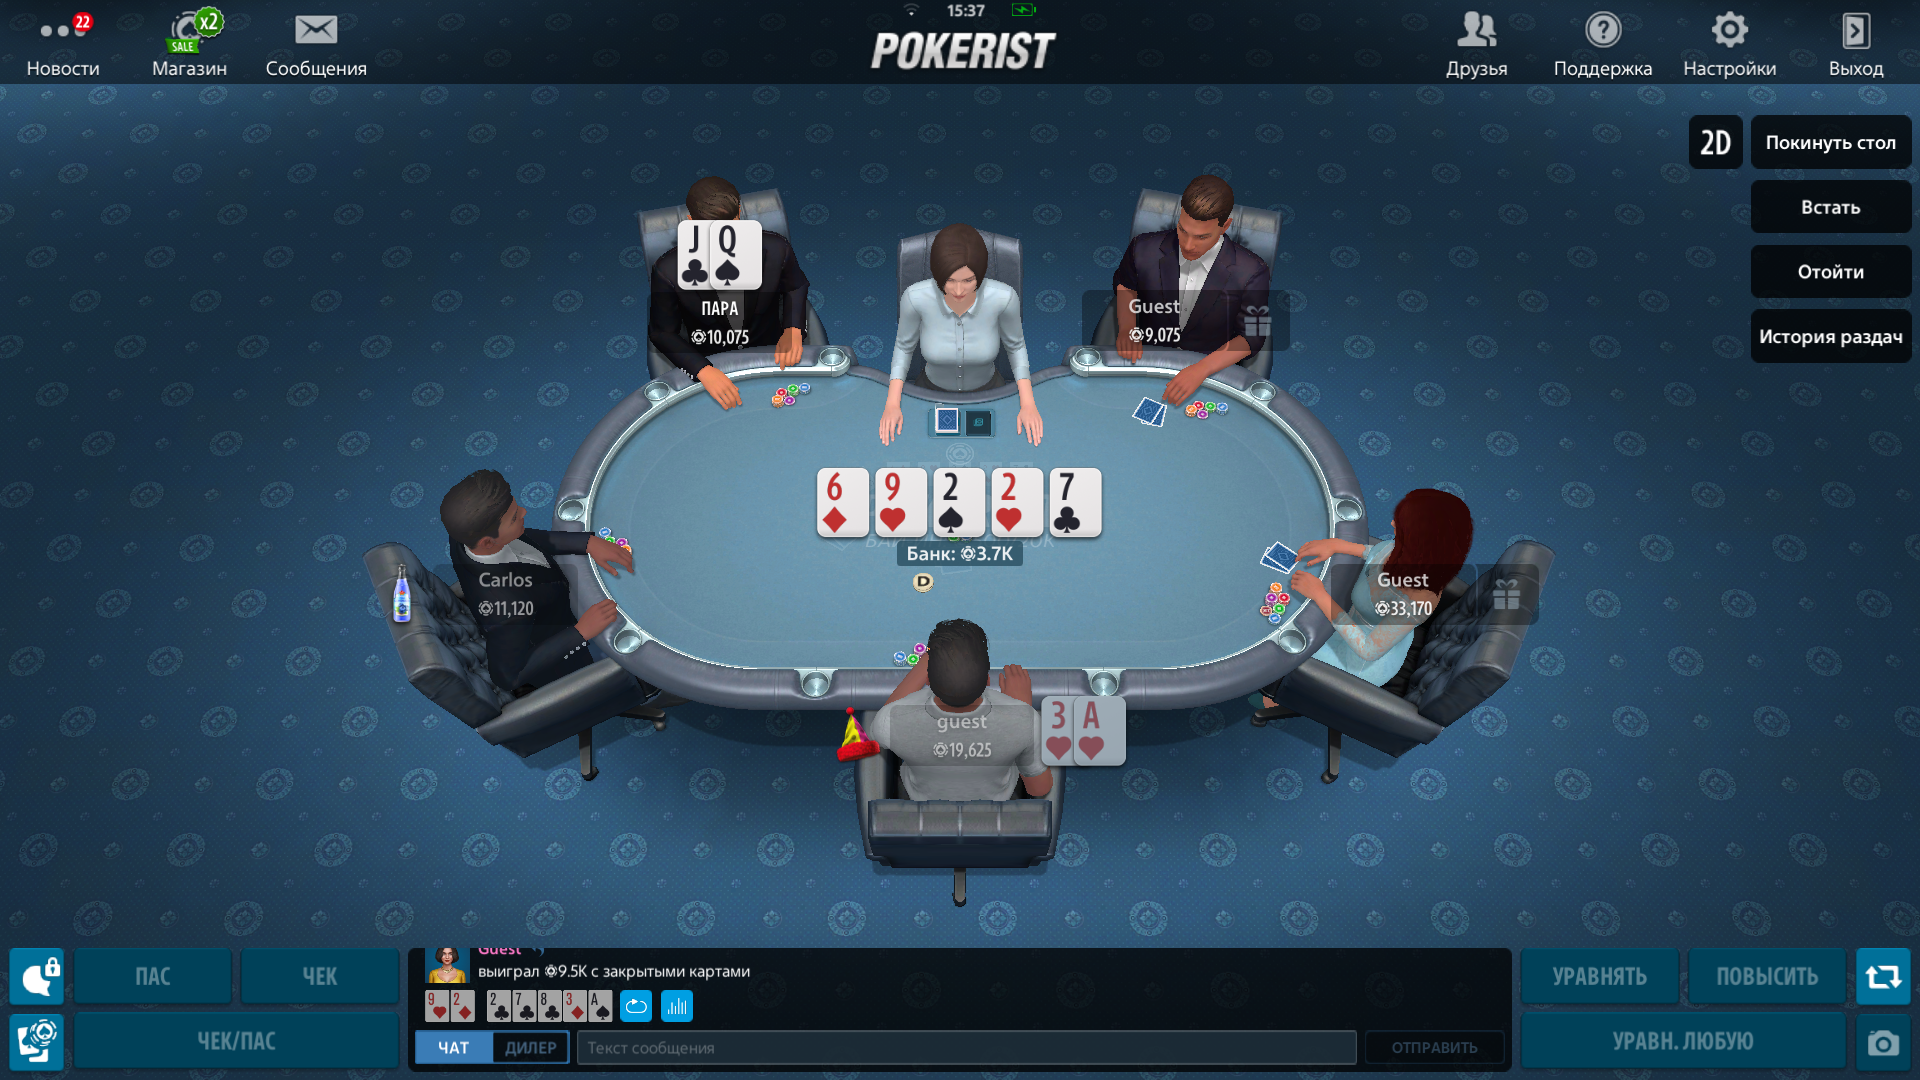 22
x2
SALE
15:37
POKERIST
Новости
Магазин
Сообщения
Друзья
Поддержка
Настройки
Выход
2D
Покинуть стол
Встать
Отойти
История раздач
J Q
ПАРА
10,075
Guest
9,075
6 9 2 2 7
Банк: 3.7K
D
Carlos
11,120
Guest
33,170
guest
19,625
3 A
ПАС
ЧЕК
ЧЕК/ПАС
Guest
выиграл 9.5K с закрытыми картами
9 2 2 7 8 3 A
ЧАТ
ДИЛЕР
Текст сообщения
ОТПРАВИТЬ
УРАВНЯТЬ
ПОВЫСИТЬ
УРАВН. ЛЮБУЮ